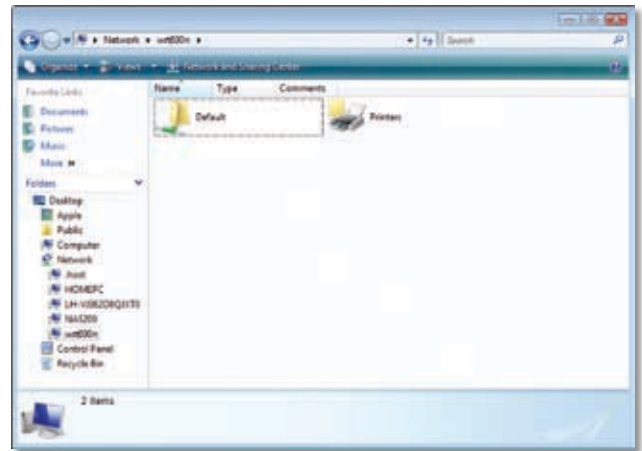 Network ▸ wrt600n ▸
Search
Organize Views Network and Sharing Center
Favorite Links
Name Type Comments
Documents
Pictures
Music
More »
Default
Printers
Folders
Desktop
Apple
Public
Computer
Network
HOMEPC
NAS200
wrt600n
Control Panel
Recycle Bin
2 items